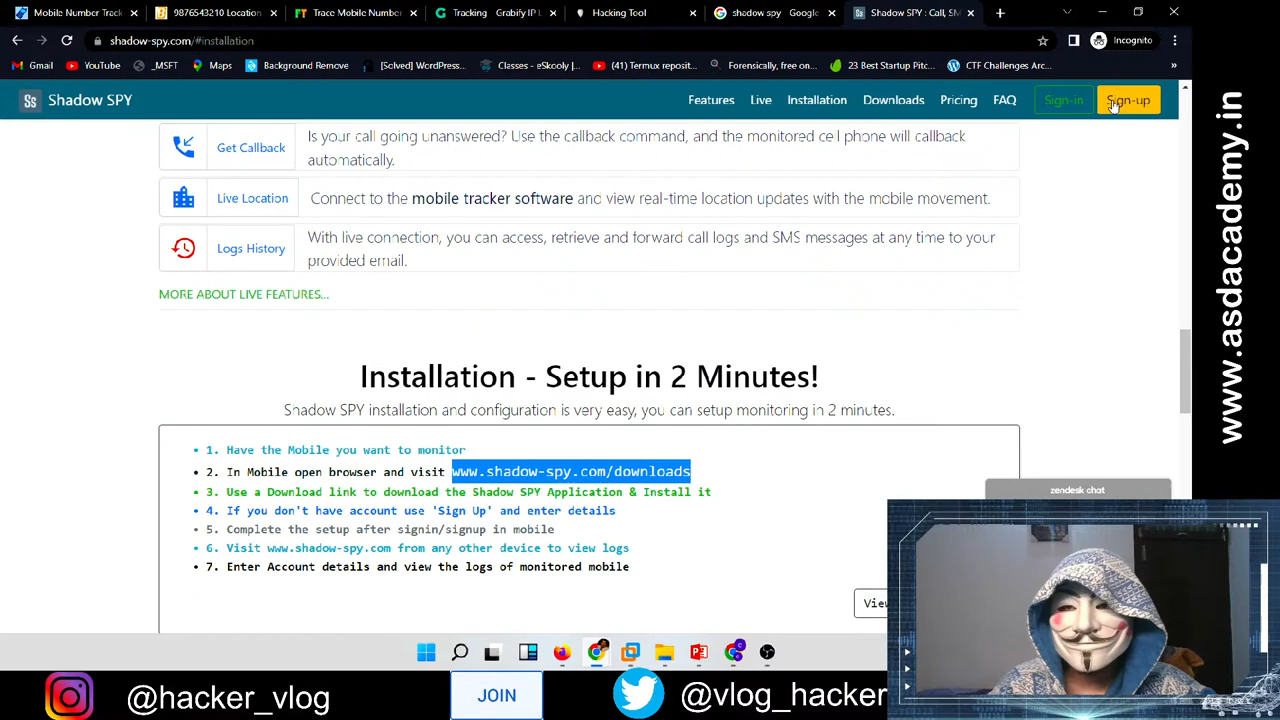 Mobile Number Track
9876543210 Location
Trace Mobile Number
Tracking · Grabify IP L
Hacking Tool
shadow spy - Google
Shadow SPY : Call, SM
shadow-spy.com/#installation
Incognito
Gmail
YouTube
_MSFT
Maps
Background Remove
[Solved] WordPress...
Classes - eSkooly |...
(41) Termux reposit...
Forensically, free on...
23 Best Startup Pitc...
CTF Challenges Arc...
»
Ss
Shadow SPY
Features
Live
Installation
Downloads
Pricing
FAQ
Sign-in
Sign-up
Get Callback
Is your call going unanswered? Use the callback command, and the monitored cell phone will callback
automatically.
Live Location
Connect to the mobile tracker software and view real-time location updates with the mobile movement.
Logs History
With live connection, you can access, retrieve and forward call logs and SMS messages at any time to your
provided email.
MORE ABOUT LIVE FEATURES...
Installation - Setup in 2 Minutes!
Shadow SPY installation and configuration is very easy, you can setup monitoring in 2 minutes.
• 1. Have the Mobile you want to monitor
• 2. In Mobile open browser and visit www.shadow-spy.com/downloads
• 3. Use a Download link to download the Shadow SPY Application & Install it
• 4. If you don't have account use 'Sign Up' and enter details
• 5. Complete the setup after signin/signup in mobile
• 6. Visit www.shadow-spy.com from any other device to view logs
• 7. Enter Account details and view the logs of monitored mobile
zendesk chat
www.asdacademy.in
@hacker_vlog
JOIN
@vlog_hacker